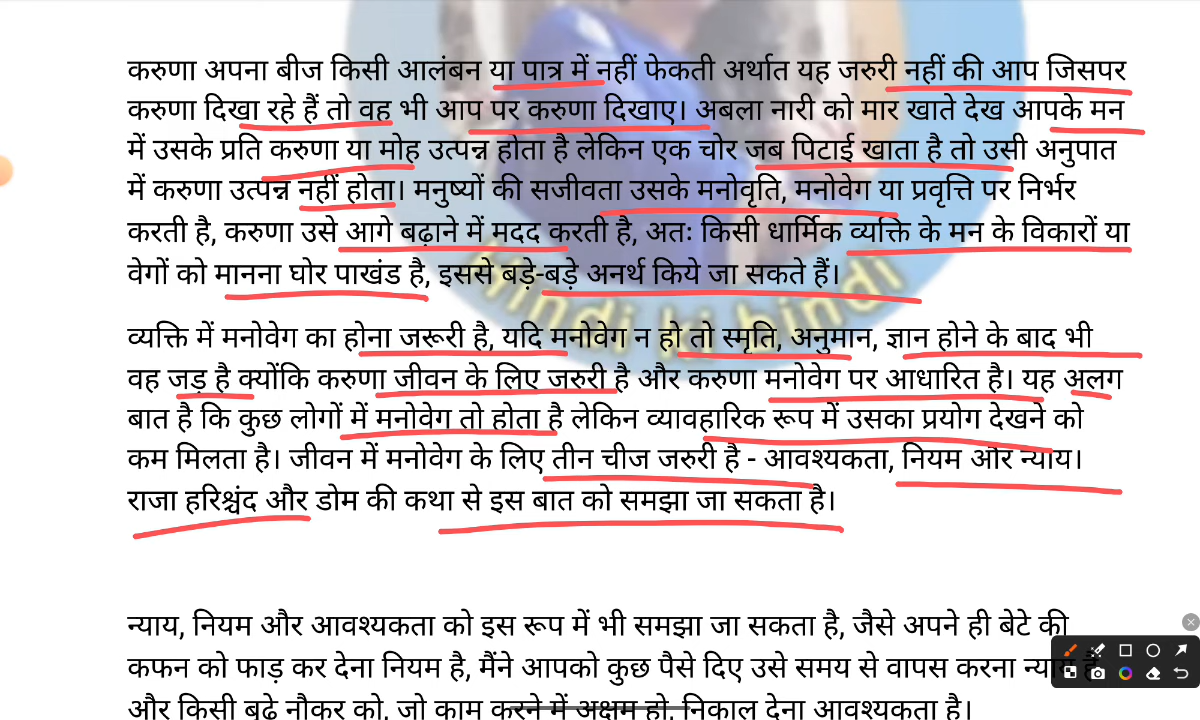 करुणा अपना बीज किसी आलंबन या पात्र में नहीं फेकती अर्थात यह जरुरी नहीं की आप जिसपर
करुणा दिखा रहे हैं तो वह भी आप पर करुणा दिखाए। अबला नारी को मार खाते देख आपके मन
में उसके प्रति करुणा या मोह उत्पन्न होता है लेकिन एक चोर जब पिटाई खाता है तो उसी अनुपात
में करुणा उत्पन्न नहीं होता। मनुष्यों की सजीवता उसके मनोवृति, मनोवेग या प्रवृत्ति पर निर्भर
करती है, करुणा उसे आगे बढ़ाने में मदद करती है, अतः किसी धार्मिक व्यक्ति के मन के विकारों या
वेगों को मानना घोर पाखंड है, इससे बड़े-बड़े अनर्थ किये जा सकते हैं।
व्यक्ति में मनोवेग का होना जरूरी है, यदि मनोवेग न हो तो स्मृति, अनुमान, ज्ञान होने के बाद भी
वह जड़ है क्योंकि करुणा जीवन के लिए जरुरी है और करुणा मनोवेग पर आधारित है। यह अलग
बात है कि कुछ लोगों में मनोवेग तो होता है लेकिन व्यावहारिक रूप में उसका प्रयोग देखने को
कम मिलता है। जीवन में मनोवेग के लिए तीन चीज जरुरी है - आवश्यकता, नियम और न्याय।
राजा हरिश्चंद और डोम की कथा से इस बात को समझा जा सकता है।
न्याय, नियम और आवश्यकता को इस रूप में भी समझा जा सकता है, जैसे अपने ही बेटे की
कफन को फाड़ कर देना नियम है, मैंने आपको कुछ पैसे दिए उसे समय से वापस करना न्याय है
और किसी बूढ़े नौकर को, जो काम करने में अक्षम हो, निकाल देना आवश्यकता है।
Hindi ki bindi